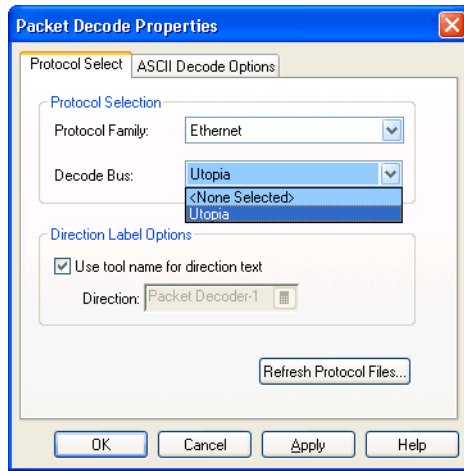 Packet Decode Properties
Protocol Select ASCII Decode Options
Protocol Selection
Protocol Family: Ethernet
Decode Bus: Utopia
<None Selected>
Utopia
Direction Label Options
Use tool name for direction text
Direction: Packet Decoder-1
Refresh Protocol Files...
OK Cancel Apply Help